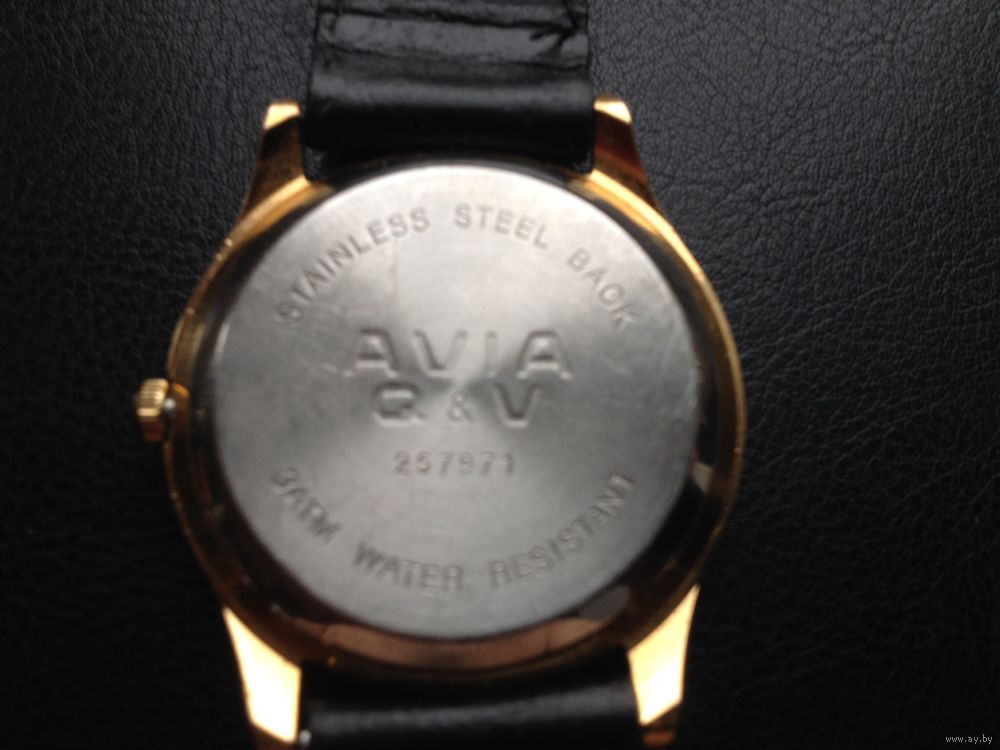 STAINLESS STEEL BACK
AVIA
Q & V
257971
3ATM WATER RESISTANT
www.ay.by